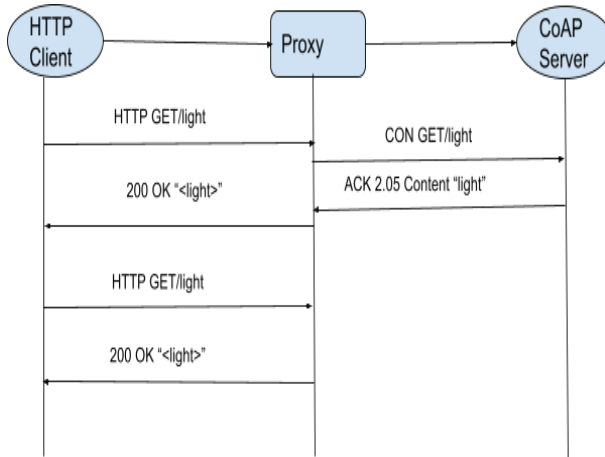 HTTP
Client
Proxy
CoAP
Server
HTTP GET/light
CON GET/light
ACK 2.05 Content “light”
200 OK “<light>”
HTTP GET/light
200 OK “<light>”